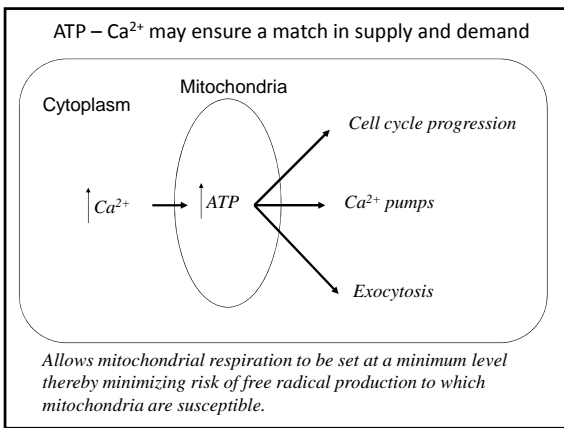 ATP – Ca²⁺ may ensure a match in supply and demand
Mitochondria
Cytoplasm
Cell cycle progression
Ca²⁺
ATP
Ca²⁺ pumps
Exocytosis
Allows mitochondrial respiration to be set at a minimum level
thereby minimizing risk of free radical production to which
mitochondria are susceptible.